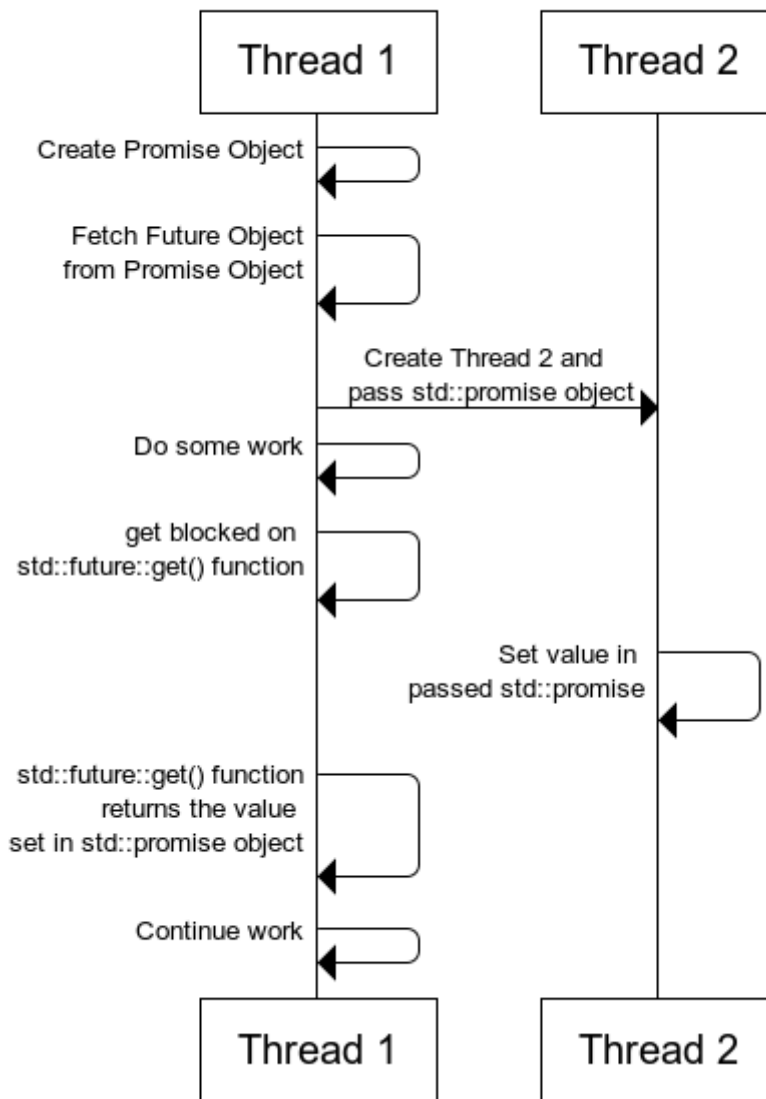 Thread 1
Thread 2
Create Promise Object
Fetch Future Object
from Promise Object
Create Thread 2 and
pass std::promise object
Do some work
get blocked on
std::future::get() function
Set value in
passed std::promise
std::future::get() function
returns the value
set in std::promise object
Continue work
Thread 1
Thread 2